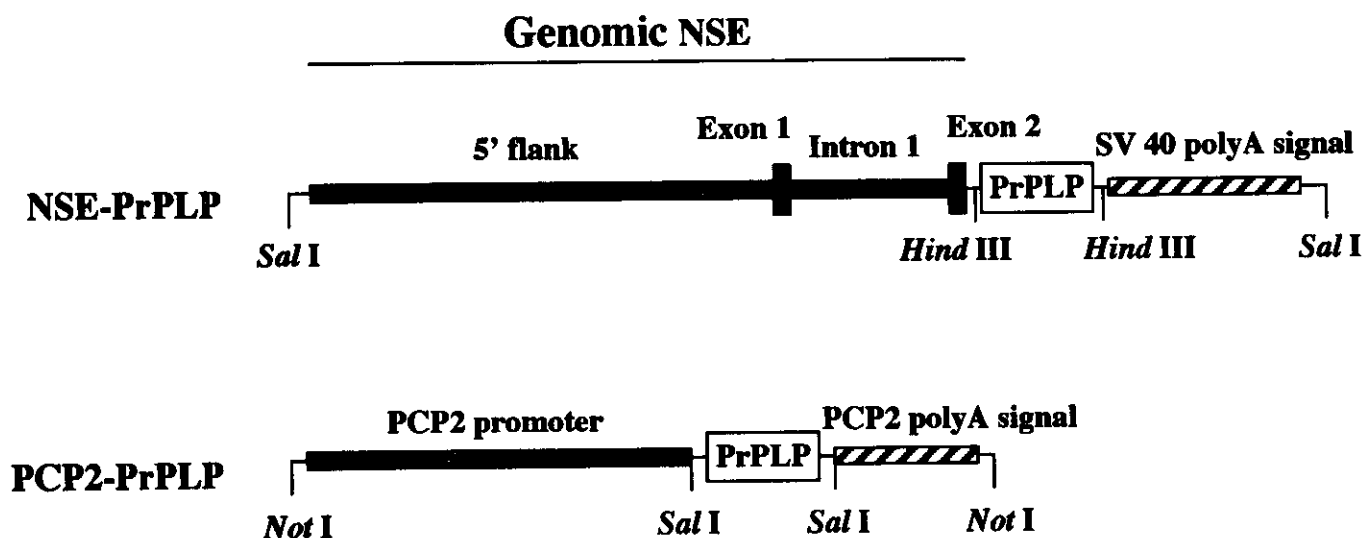 Genomic NSE
Exon 1
Exon 2
5’ flank
Intron 1
SV 40 polyA signal
NSE-PrPLP
PrPLP
Sal I
Hind III
Hind III
Sal I
PCP2 promoter
PCP2 polyA signal
PCP2-PrPLP
PrPLP
Not I
Sal I
Sal I
Not I